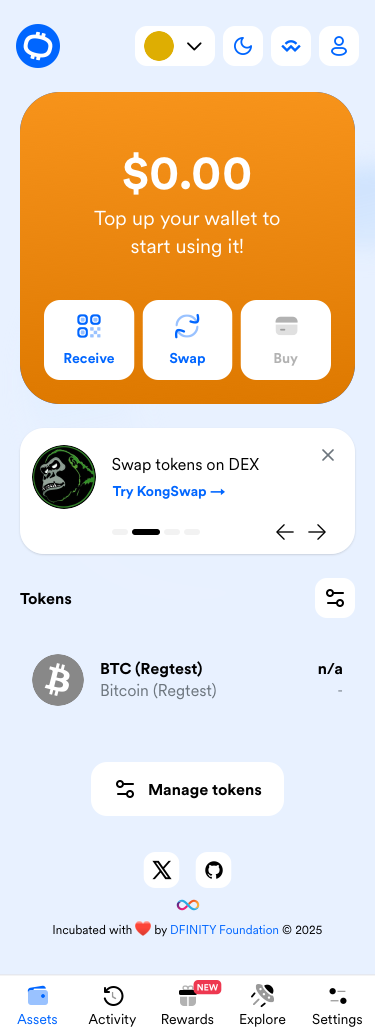 $0.00
Top up your wallet to
start using it!
Receive
Swap
Buy
Swap tokens on DEX
Try KongSwap →
Tokens
BTC (Regtest)
n/a
Bitcoin (Regtest)
-
Manage tokens
Incubated with ❤️ by DFINITY Foundation © 2025
NEW
Assets
Activity
Rewards
Explore
Settings